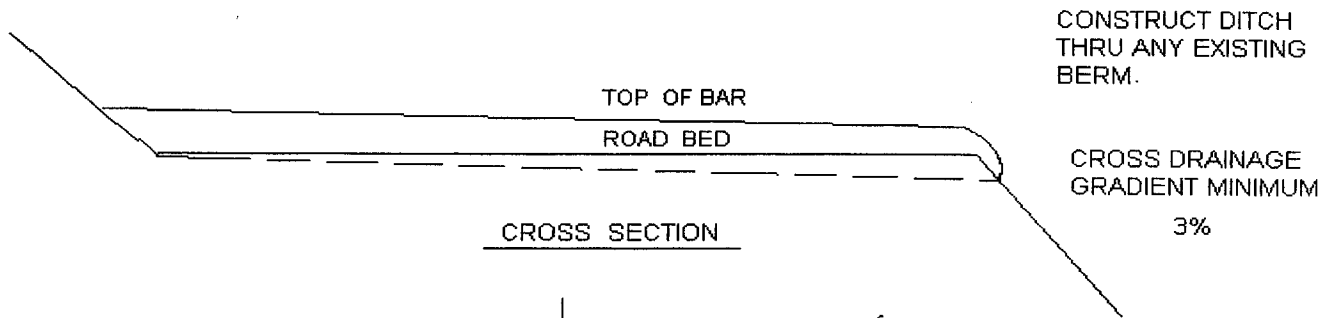 CONSTRUCT DITCH
THRU ANY EXISTING
BERM.
TOP OF BAR
ROAD BED
CROSS DRAINAGE
GRADIENT MINIMUM
3%
CROSS SECTION